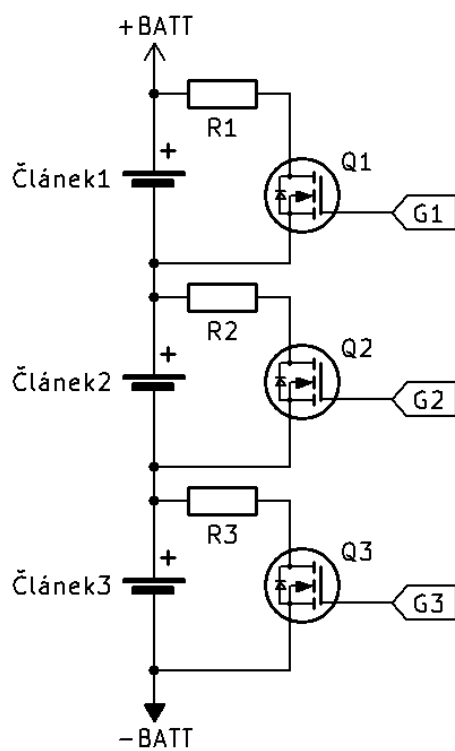 +BATT
R1
+
Článek1
Q1
G1
R2
+
Článek2
Q2
G2
R3
+
Článek3
Q3
G3
−BATT